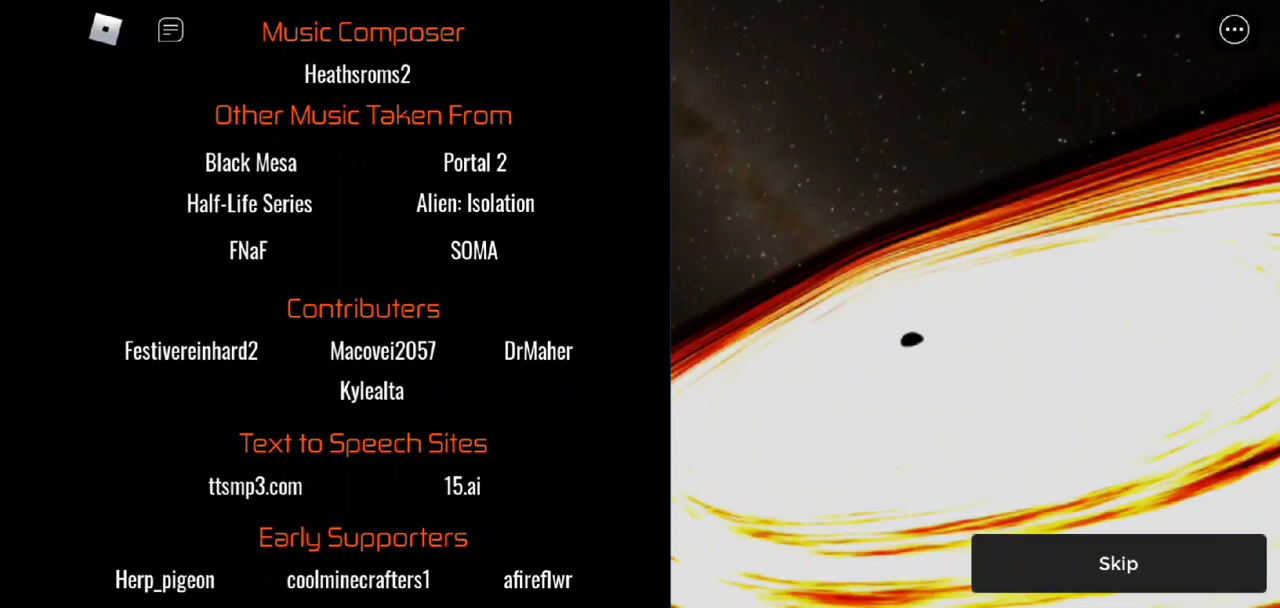 Music Composer
Heathsroms2
Other Music Taken From
Black Mesa Portal 2
Half-Life Series Alien: Isolation
FNaF SOMA
Contributers
Festivereinhard2 Macovei2057 DrMaher
Kylealta
Text to Speech Sites
ttsmp3.com 15.ai
Early Supporters
Herp_pigeon coolminecrafters1 afireflwr
Skip